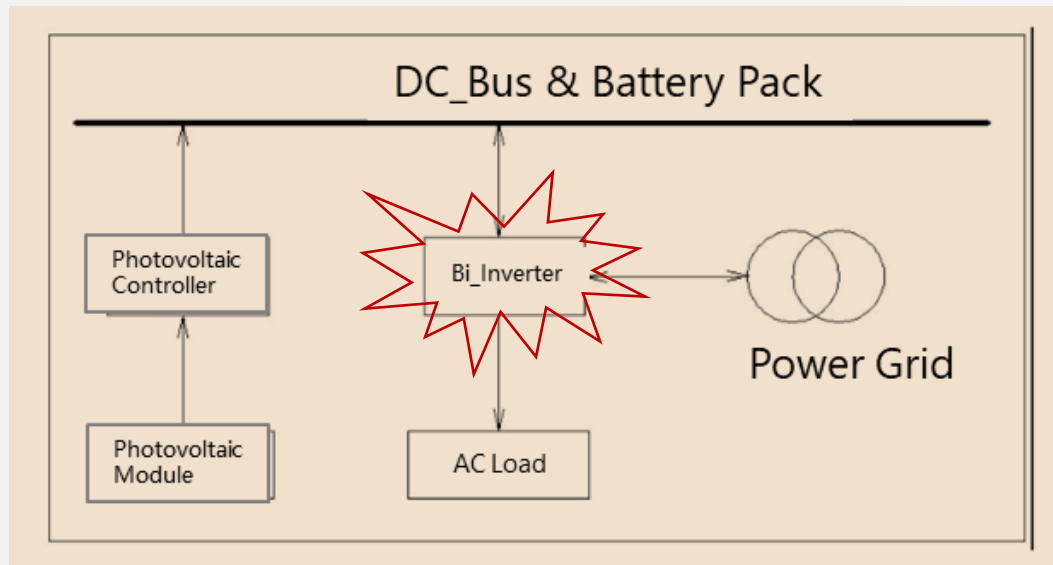 DC_Bus & Battery Pack
Photovoltaic
Controller
Bi_Inverter
Power Grid
Photovoltaic
Module
AC Load